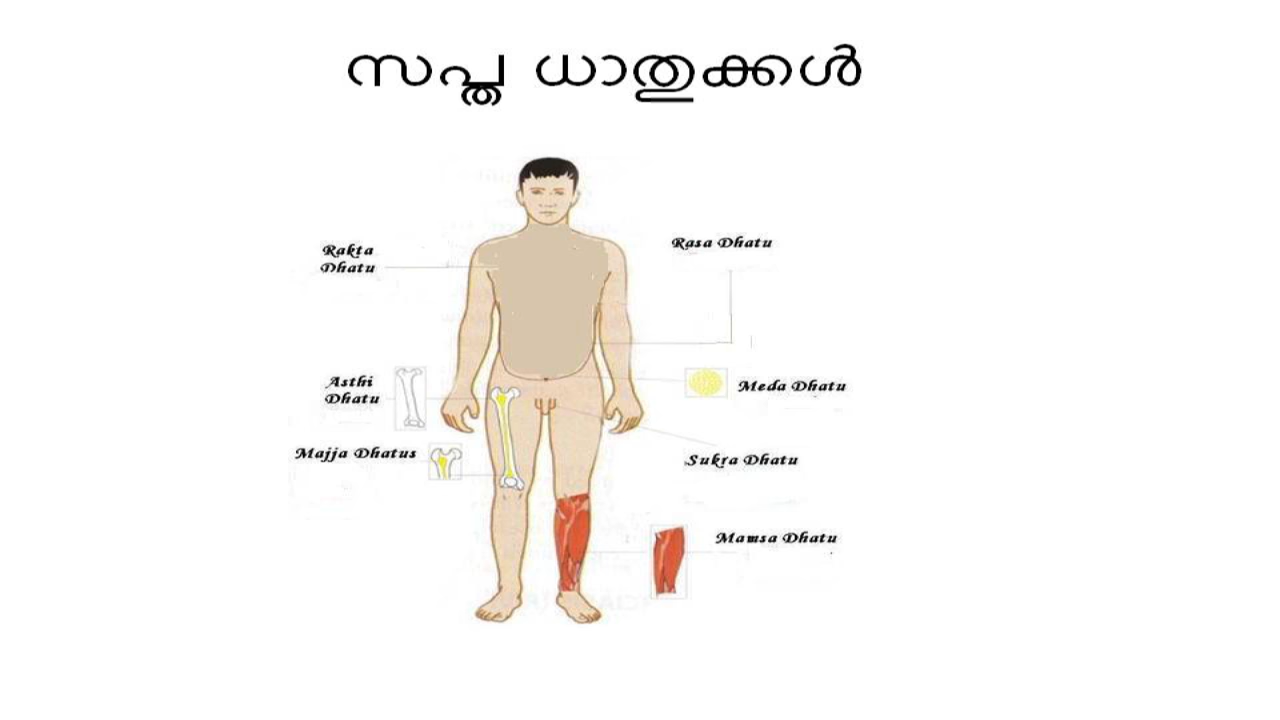 സപ്ത ധാതുക്കൾ
Rakta
Dhatu
Rasa Dhatu
Asthi
Dhatu
Meda Dhatu
Majja Dhatus
Sukra Dhatu
Mamsa Dhatu